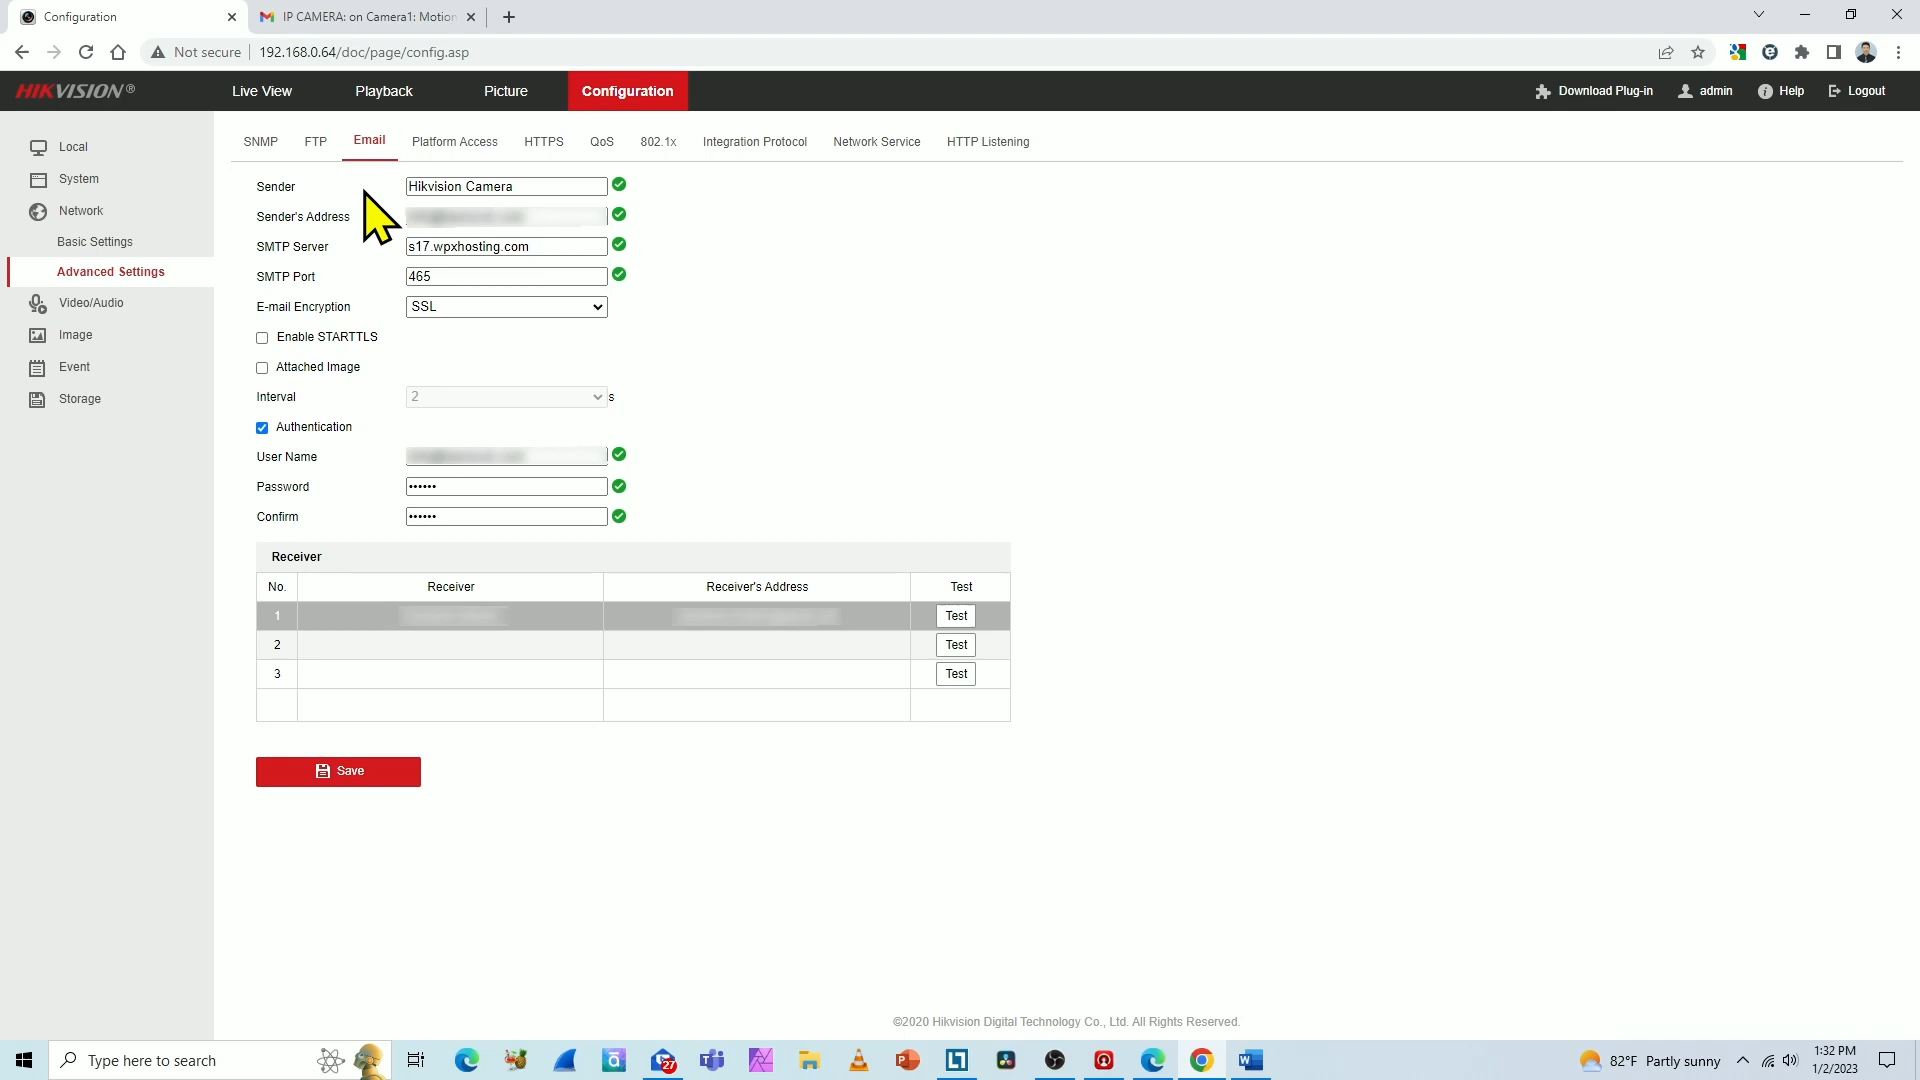 Configuration
IP CAMERA: on Camera1: Motion
Not secure
192.168.0.64/doc/page/config.asp
HIKVISION®
Live View
Playback
Picture
Configuration
Download Plug-in
admin
Help
Logout
Local
System
Network
Basic Settings
Advanced Settings
Video/Audio
Image
Event
Storage
SNMP
FTP
Email
Platform Access
HTTPS
QoS
802.1x
Integration Protocol
Network Service
HTTP Listening
Sender
Hikvision Camera
Sender's Address
SMTP Server
s17.wpxhosting.com
SMTP Port
465
E-mail Encryption
SSL
Enable STARTTLS
Attached Image
Interval
2
s
Authentication
User Name
Password
••••••
Confirm
••••••
Receiver
No.
Receiver
Receiver's Address
Test
1
Test
2
Test
3
Test
Save
©2020 Hikvision Digital Technology Co., Ltd. All Rights Reserved.
Type here to search
27
82°F Partly sunny
1:32 PM
1/2/2023